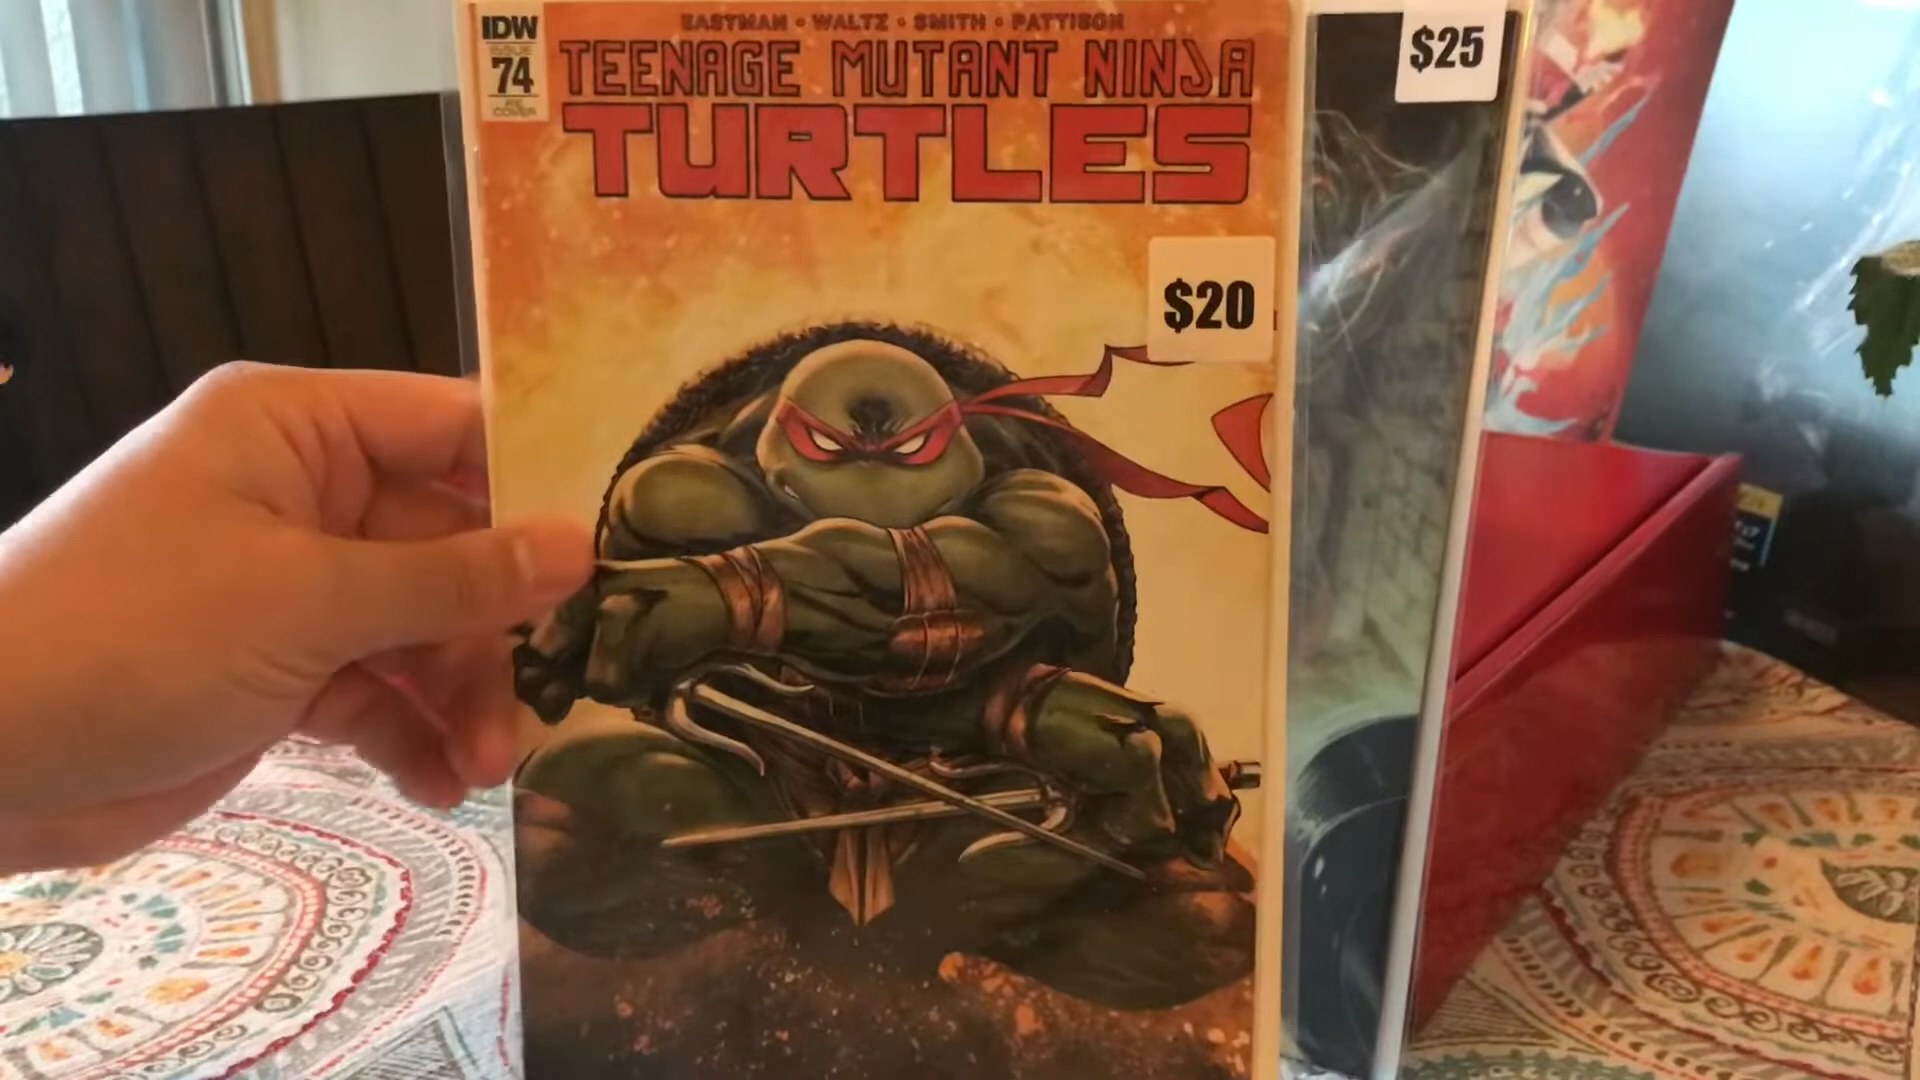 EASTMAN • WALTZ • SMITH • PATTISON
IDW
ISSUE
74
RE
COVER
TEENAGE MUTANT NINJA
TURTLES
$20
$25